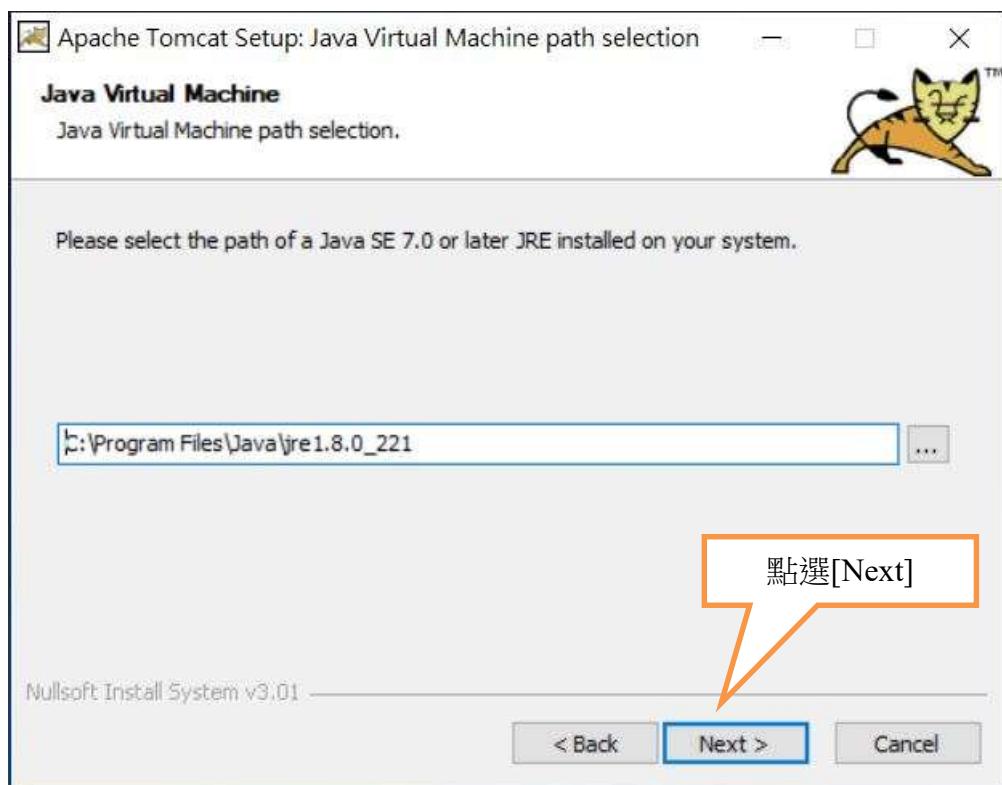 Apache Tomcat Setup: Java Virtual Machine path selection
TM
Java Virtual Machine
Java Virtual Machine path selection.
Please select the path of a Java SE 7.0 or later JRE installed on your system.
C:\Program Files\Java\jre1.8.0_221
...
點選[Next]
Nullsoft Install System v3.01
< Back
Next >
Cancel